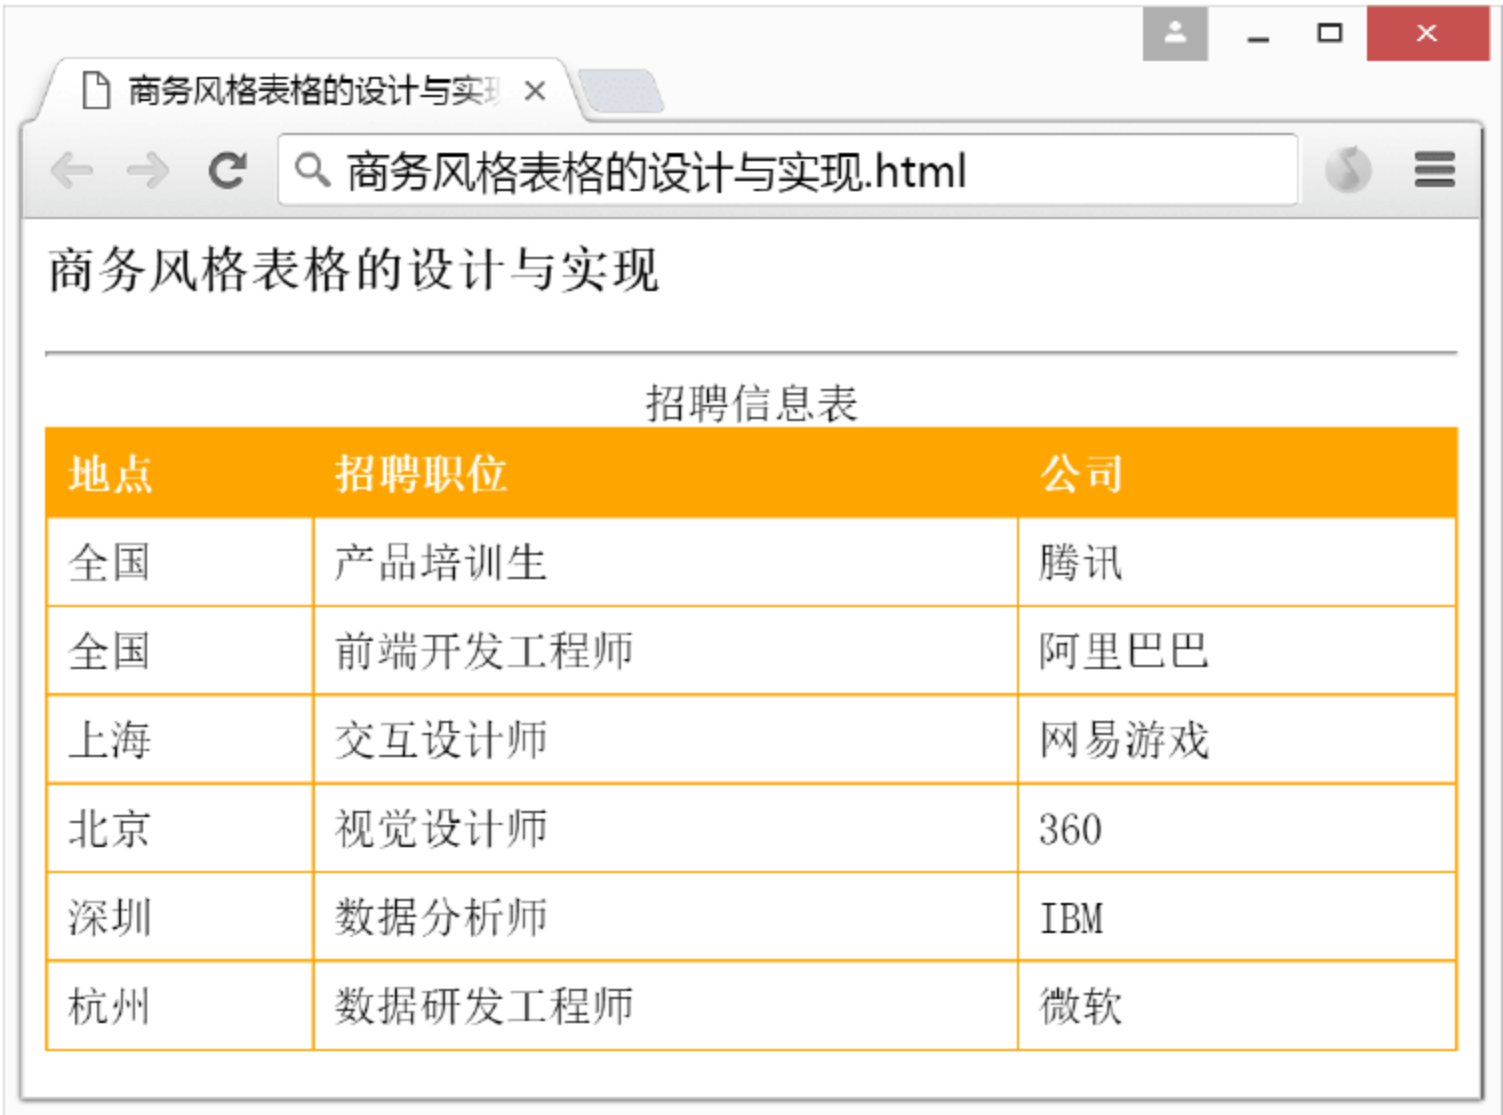 商务风格表格的设计与实
商务风格表格的设计与实现.html
商务风格表格的设计与实现
招聘信息表
地点 招聘职位 公司
全国 产品培训生 腾讯
全国 前端开发工程师 阿里巴巴
上海 交互设计师 网易游戏
北京 视觉设计师 360
深圳 数据分析师 IBM
杭州 数据研发工程师 微软